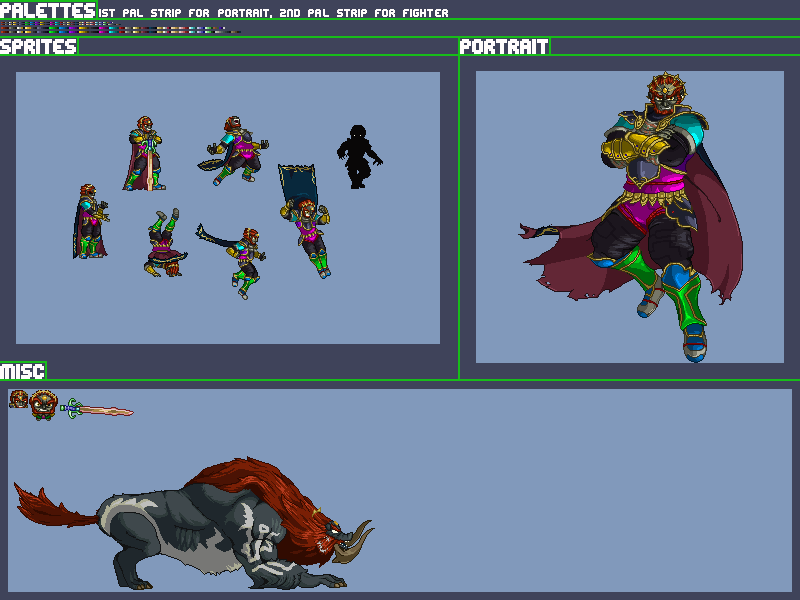 PALETTES 1ST PAL STRIP FOR PORTRAIT, 2ND PAL STRIP FOR FIGHTER
SPRITES
PORTRAIT
MISC